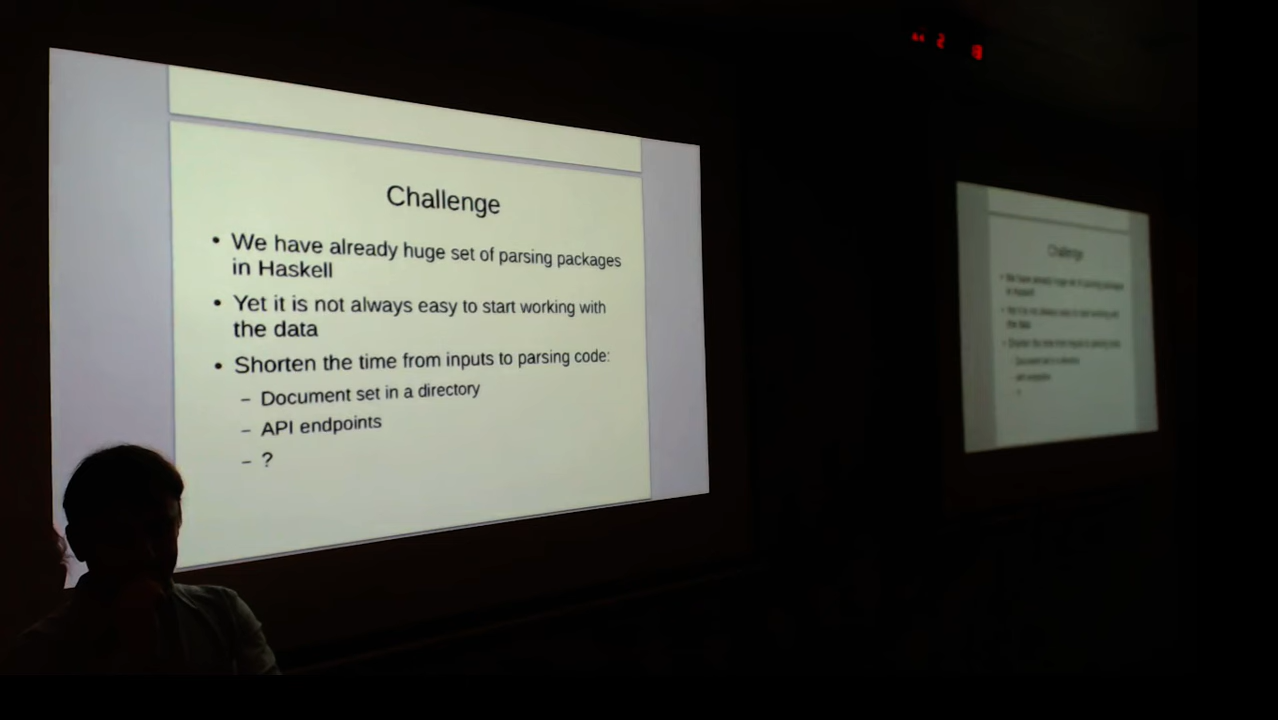 Challenge
• We have already huge set of parsing packages
in Haskell
• Yet it is not always easy to start working with
the data
• Shorten the time from inputs to parsing code:
– Document set in a directory
– API endpoints
– ?
Challenge